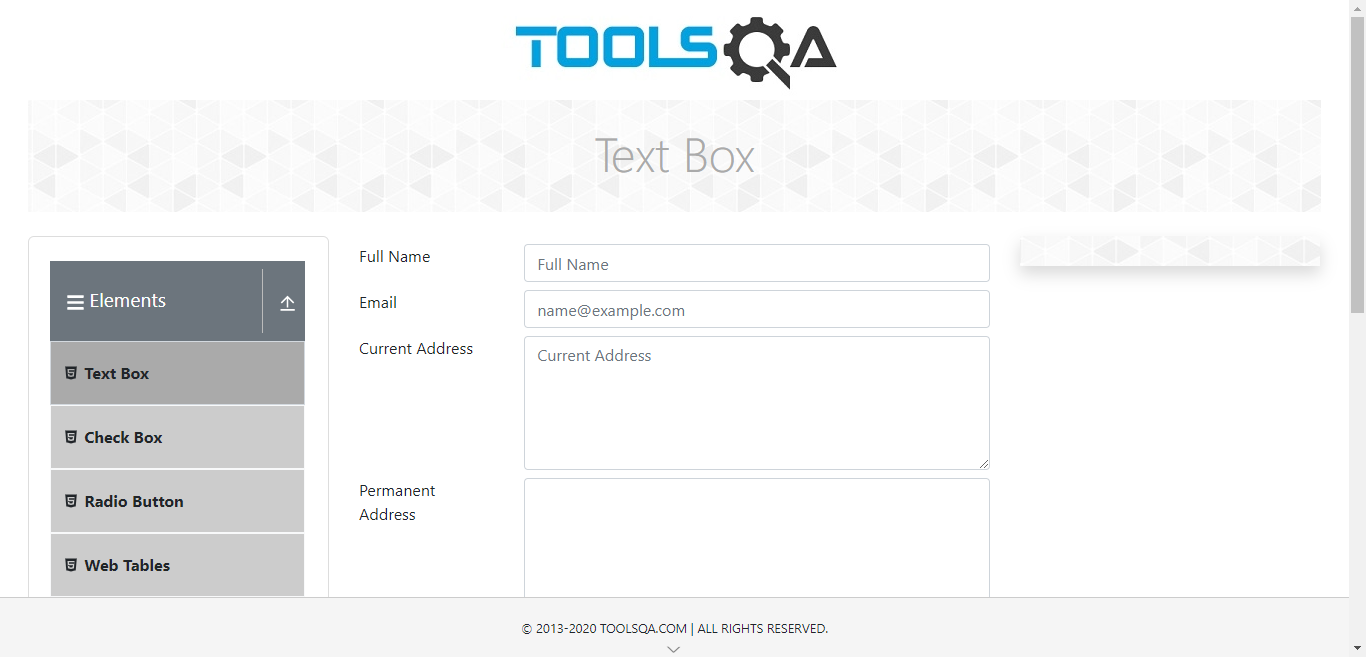 TOOLSQA
Text Box
Elements
Text Box
Check Box
Radio Button
Web Tables
Full Name
Full Name
Email
name@example.com
Current Address
Current Address
Permanent
Address
© 2013-2020 TOOLSQA.COM | ALL RIGHTS RESERVED.